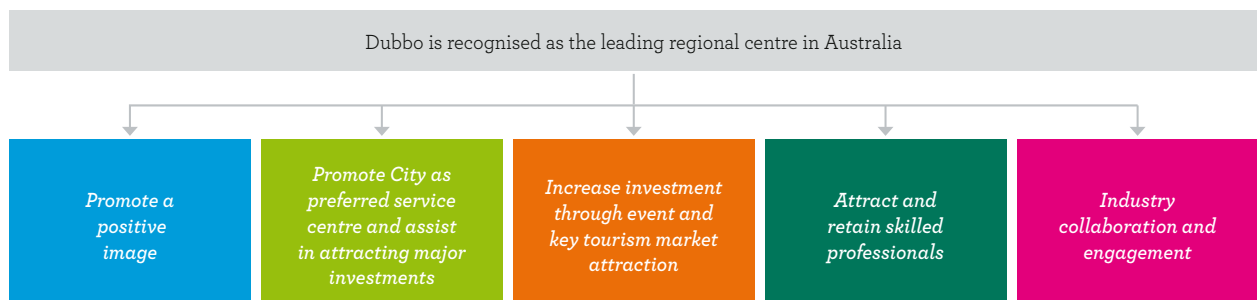 Dubbo is recognised as the leading regional centre in Australia
Promote a
positive
image
Promote City as
preferred service
centre and assist
in attracting major
investments
Increase investment
through event and
key tourism market
attraction
Attract and
retain skilled
professionals
Industry
collaboration and
engagement